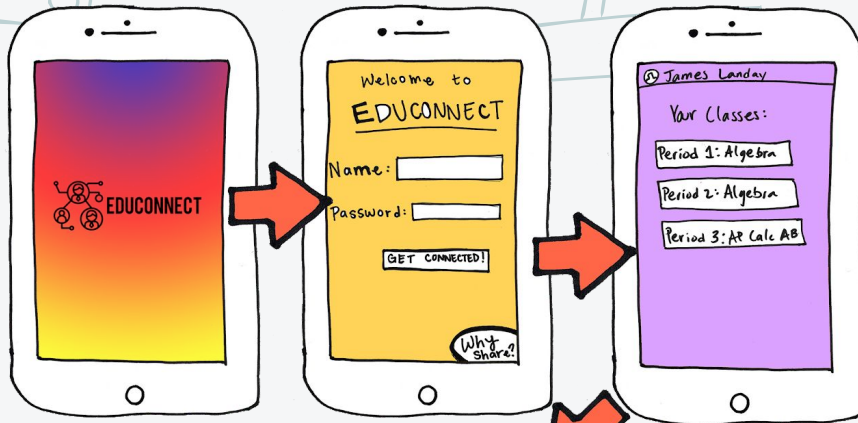 EDUCONNECT
Welcome to
EDUCONNECT
Name:
Password:
GET CONNECTED!
Why
Share?
James Landay
Your Classes:
Period 1: Algebra
Period 2: Algebra
Period 3: AP Calc AB